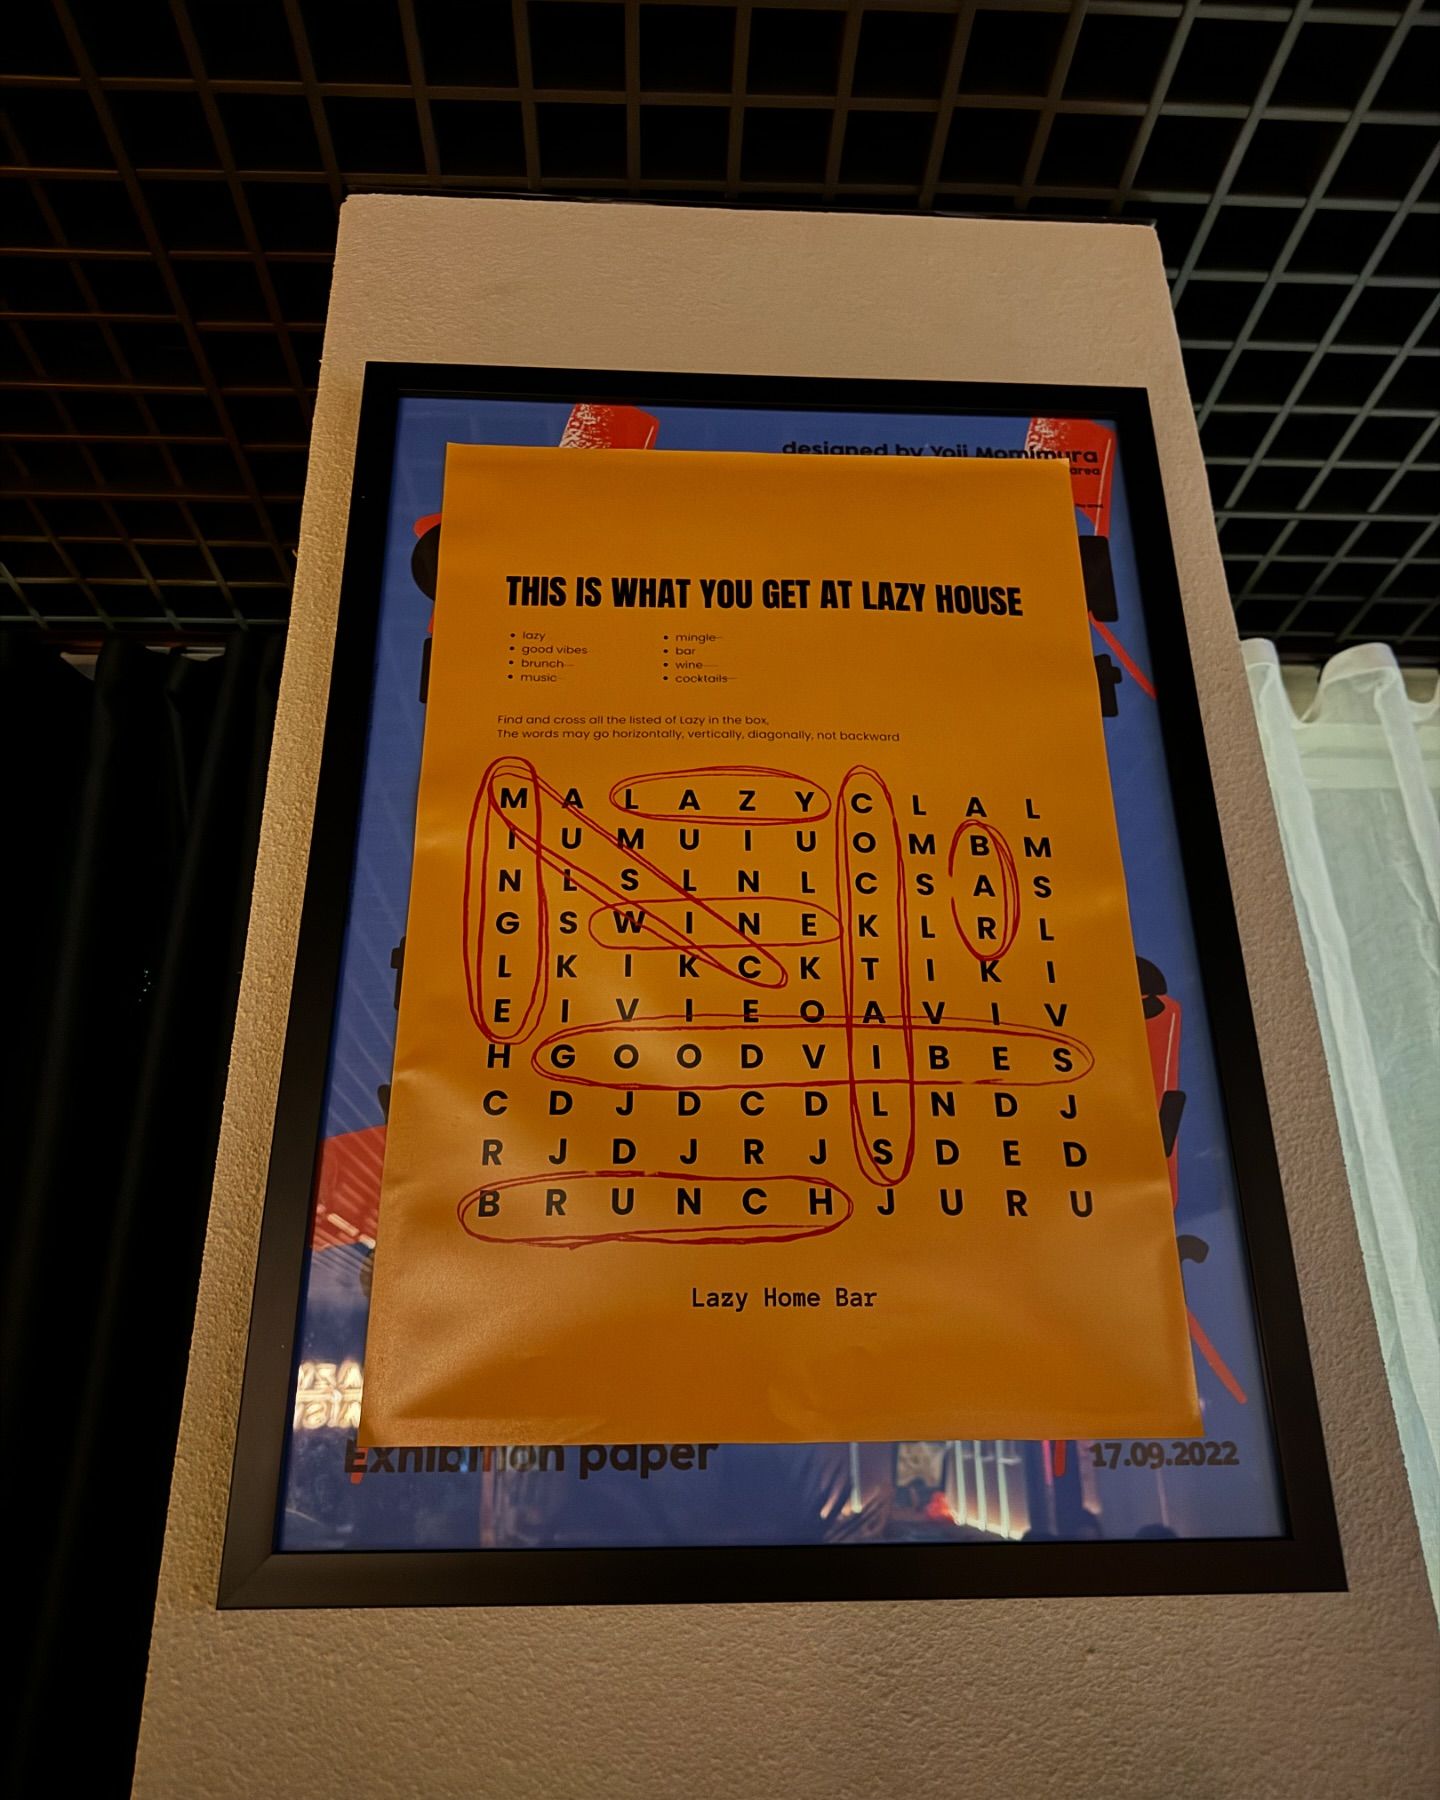 designed by Yoji Momimura
area
THIS IS WHAT YOU GET AT LAZY HOUSE
• lazy
• good vibes
• brunch
• music
• mingle
• bar
• wine
• cocktails
Find and cross all the listed of Lazy in the box,
The words may go horizontally, vertically, diagonally, not backward
M A L A Z Y C L A L
I U M U I U O M B M
N L S L N L C S A S
G S W I N E K L R L
L K I K C K T I K I
E I V I E O A V I V
H G O O D V I B E S
C D J D C D L N D J
R J D J R J S D E D
B R U N C H J U R U
Lazy Home Bar
Exhibition paper
17.09.2022